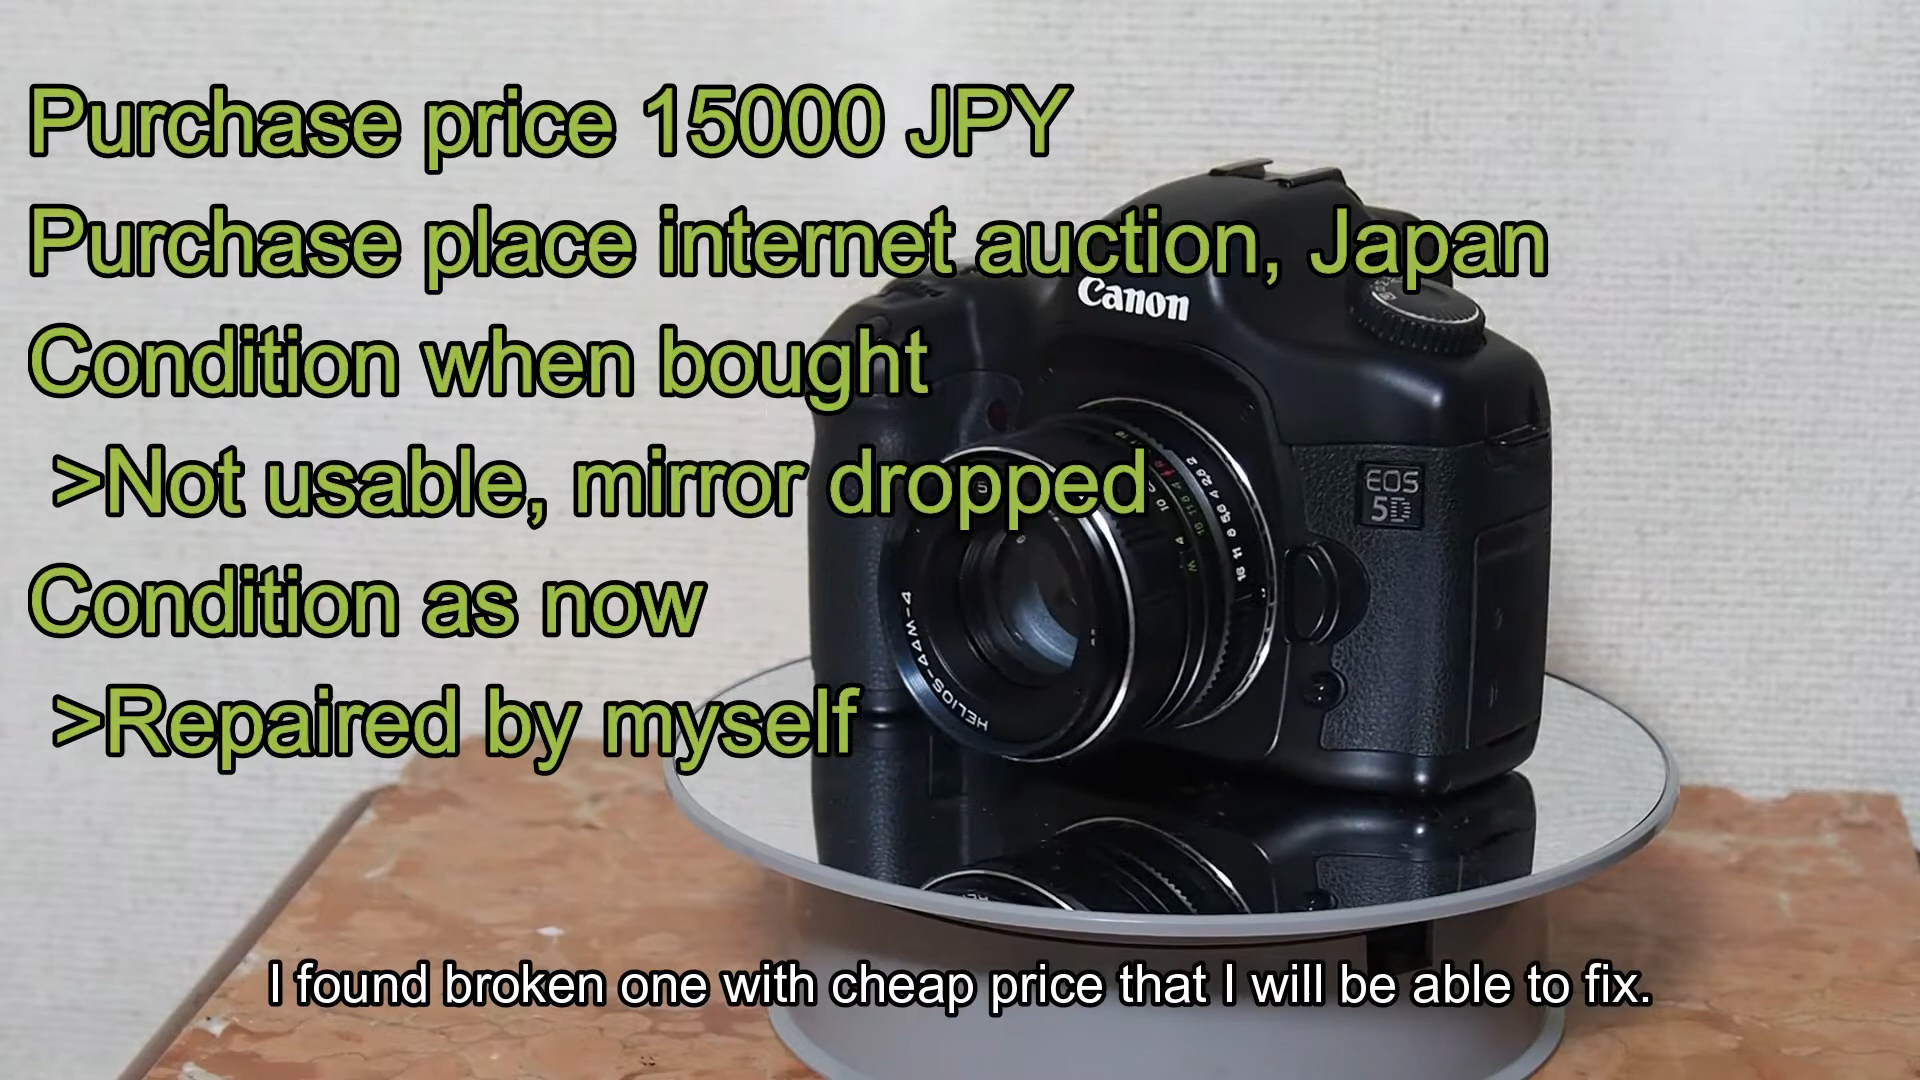 Purchase price 15000 JPY
Purchase place internet auction, Japan
Canon
Condition when bought
>Not usable, mirror dropped
EOS
5D
Condition as now
HELIOS-44M-4
>Repaired by myself
I found broken one with cheap price that I will be able to fix.